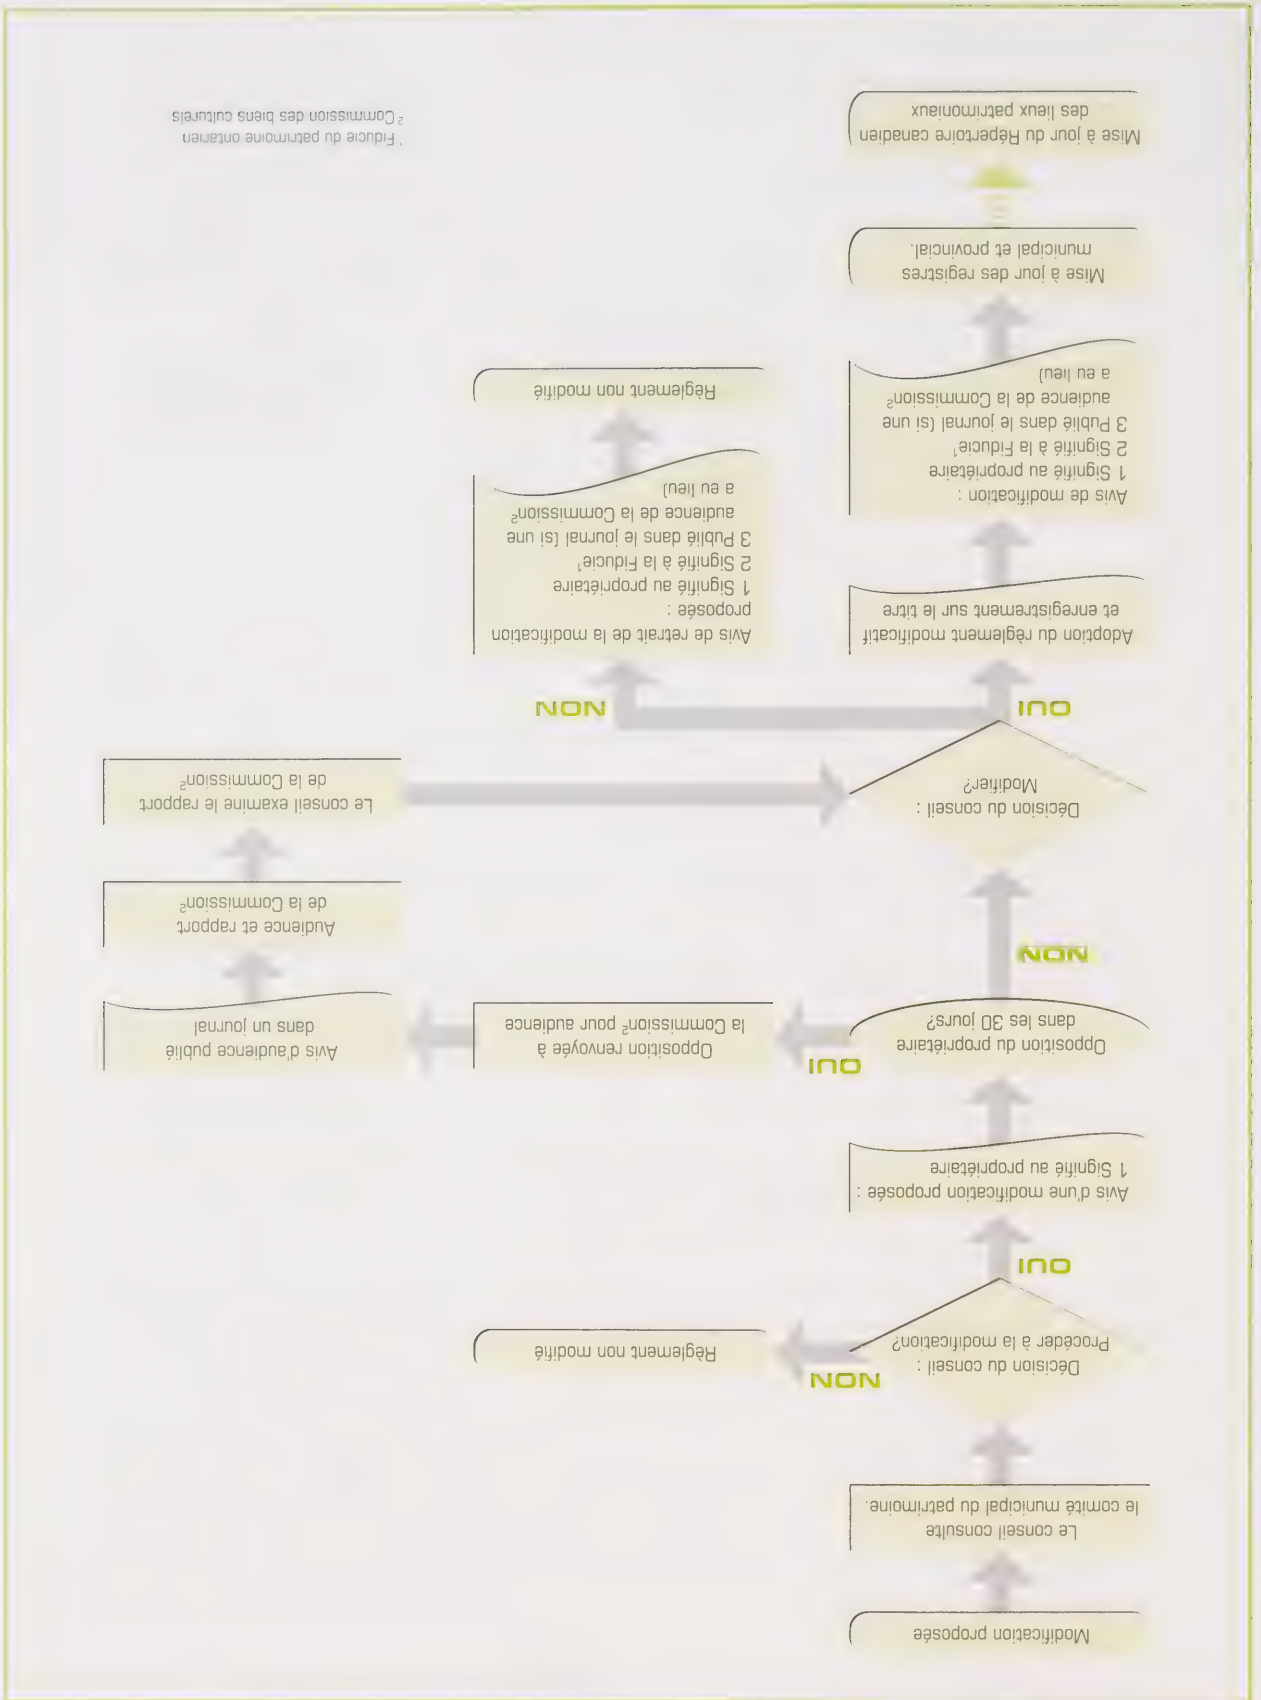 Modification proposée
Le conseil consulte
le comité municipal du patrimoine.
Décision du conseil :
Procéder à la modification?
NON
Règlement non modifié
OUI
Avis d'une modification proposée :
1 Signifié au propriétaire
Opposition du propriétaire
dans les 30 jours?
OUI
Opposition renvoyée à
la Commission² pour audience
Avis d'audience publié
dans un journal
Audience et rapport
de la Commission²
Le conseil examine le rapport
de la Commission²
NON
Décision du conseil :
Modifier?
OUI
NON
Adoption du règlement modificatif
et enregistrement sur le titre
Avis de modification :
1 Signifié au propriétaire
2 Signifié à la Fiducie¹
3 Publié dans le journal (si une
audience de la Commission²
a eu lieu)
Avis de retrait de la modification
proposée :
1 Signifié au propriétaire
2 Signifié à la Fiducie¹
3 Publié dans le journal (si une
audience de la Commission²
a eu lieu)
Règlement non modifié
Mise à jour des registres
municipal et provincial.
Mise à jour du Répertoire canadien
des lieux patrimoniaux
¹ Fiducie du patrimoine ontarien
² Commission des biens culturels